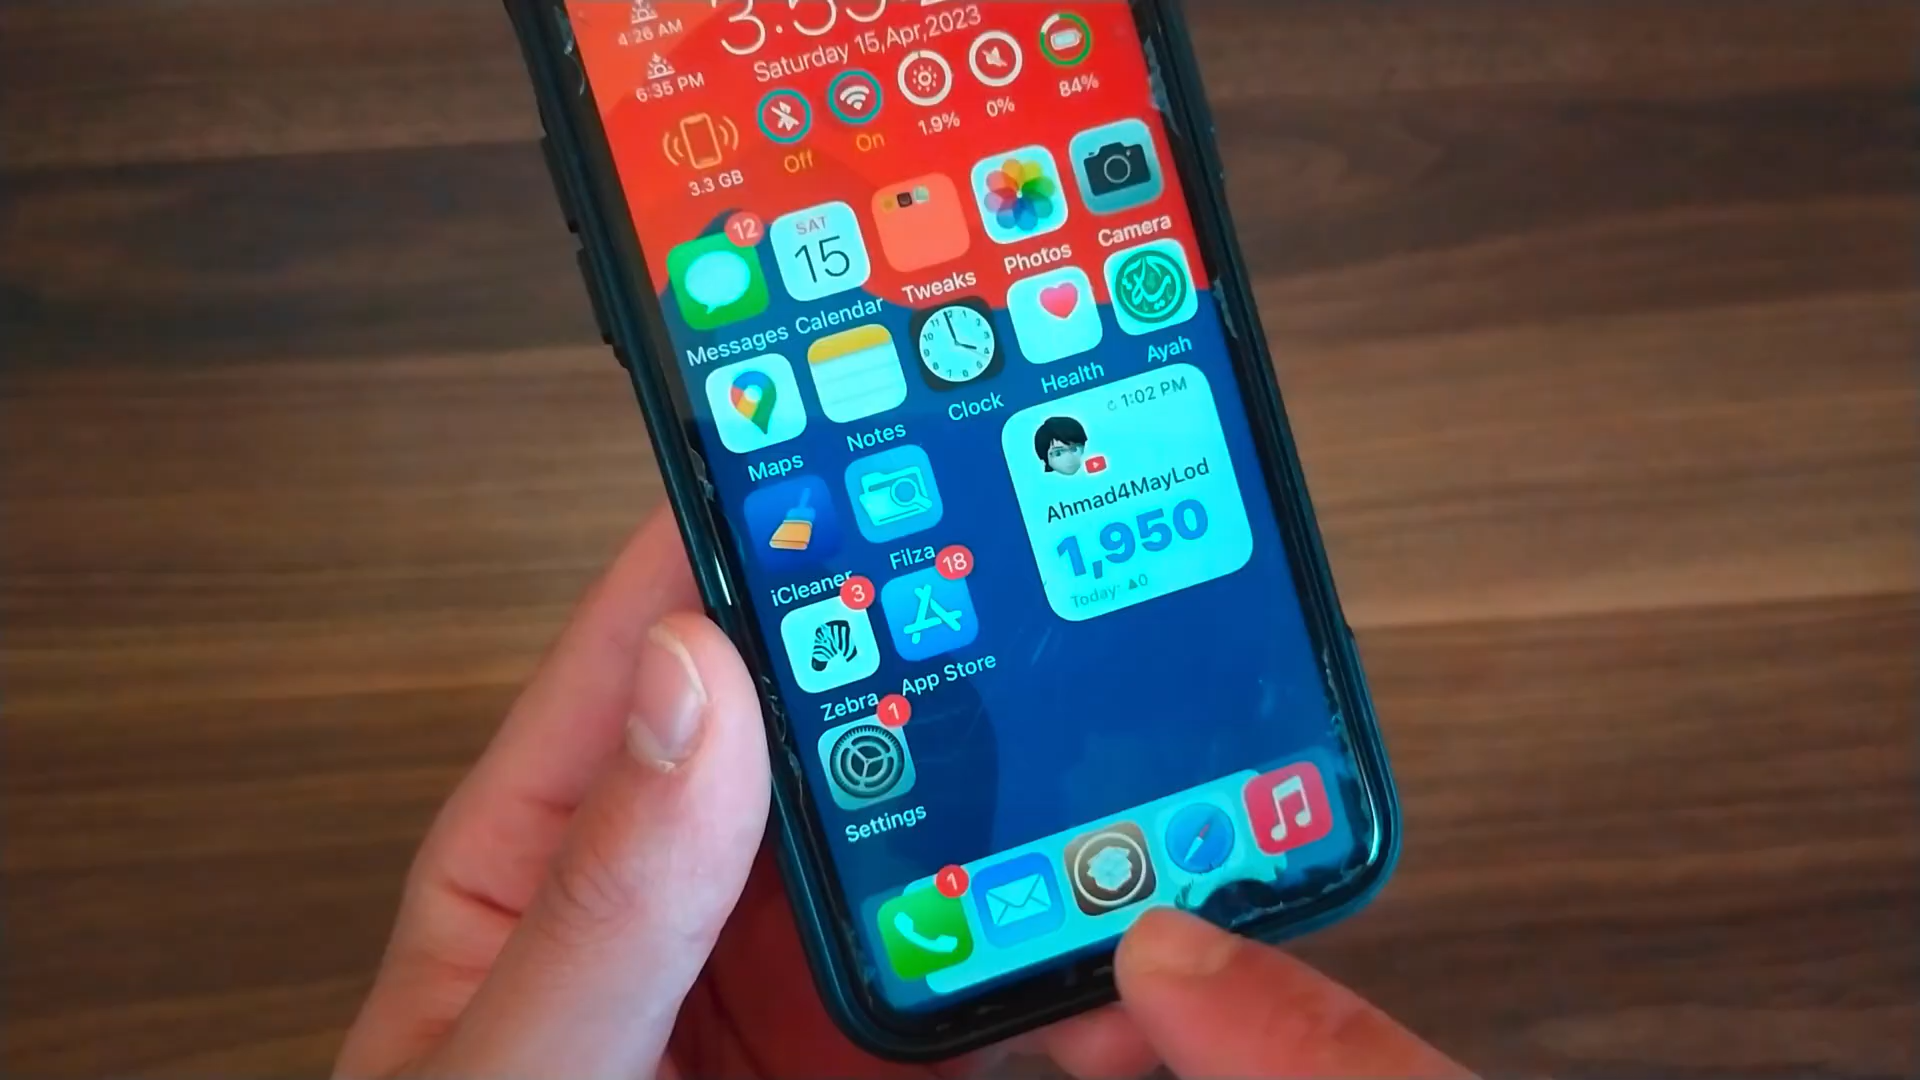 4:26 AM
Saturday 15,Apr,2023
6:35 PM
3.3 GB
Off
On
1.9%
0%
84%
12
SAT
15
Messages
Calendar
Tweaks
Photos
Camera
Maps
Notes
Clock
Health
Ayah
1:02 PM
Ahmad4MayLod
1,950
Today: ▲0
iCleaner
Filza
3
18
Zebra
App Store
1
Settings
1